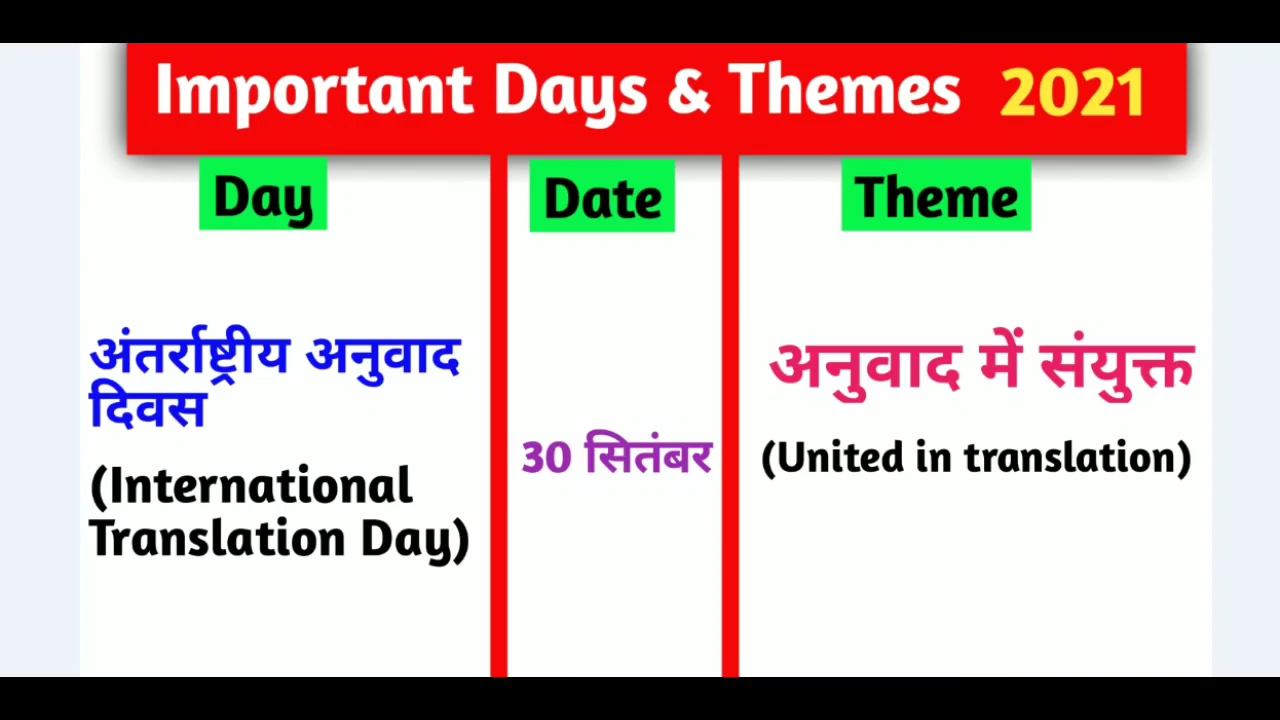 Important Days & Themes 2021
Day
Date
Theme
अंतर्राष्ट्रीय अनुवाद
दिवस
(International
Translation Day)
30 सितंबर
अनुवाद में संयुक्त
(United in translation)